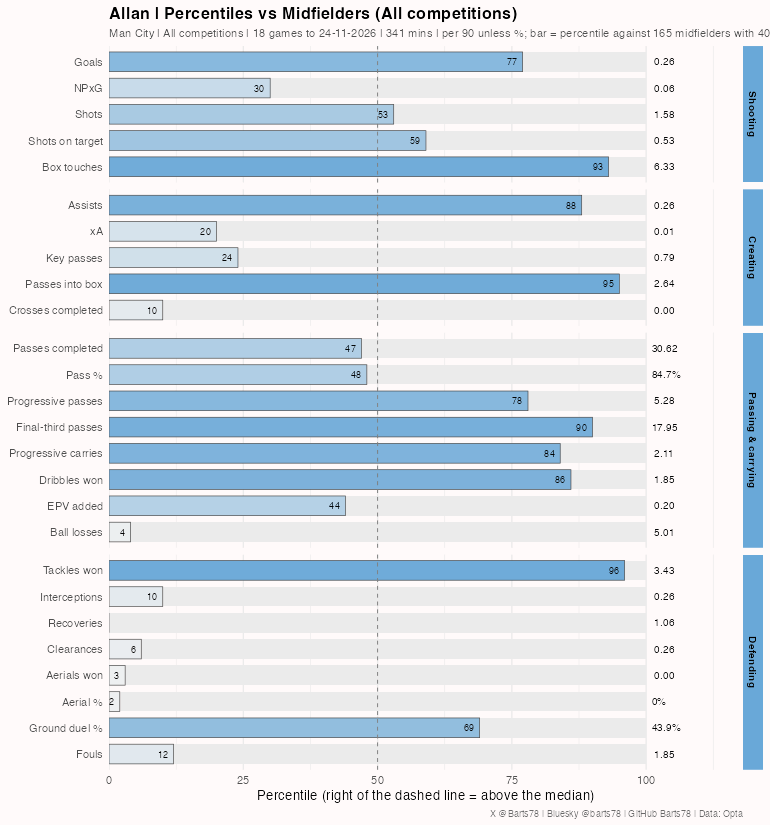 Allan | Percentiles vs Midfielders (All competitions)
Man City | All competitions | 18 games to 24-11-2026 | 341 mins | per 90 unless %; bar = percentile against 165 midfielders with 40
Goals 77 0.26
NPxG 30 0.06
Shots 53 1.58
Shots on target 59 0.53
Box touches 93 6.33
Shooting
Assists 88 0.26
xA 20 0.01
Key passes 24 0.79
Passes into box 95 2.64
Crosses completed 10 0.00
Creating
Passes completed 47 30.62
Pass % 48 84.7%
Progressive passes 78 5.28
Final-third passes 90 17.95
Progressive carries 84 2.11
Dribbles won 86 1.85
EPV added 44 0.20
Ball losses 4 5.01
Passing & carrying
Tackles won 96 3.43
Interceptions 10 0.26
Recoveries 1.06
Clearances 6 0.26
Aerials won 3 0.00
Aerial % 2 0%
Ground duel % 69 43.9%
Fouls 12 1.85
Defending
0 25 50 75 100
Percentile (right of the dashed line = above the median)
X @Barts78 | Bluesky @barts78 | GitHub Barts78 | Data: Opta